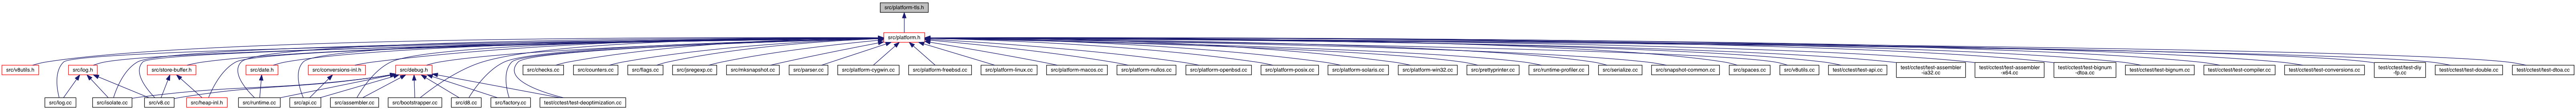 src/platform-tls.h
src/platform.h
src/v8utils.h
src/log.h
src/store-buffer.h
src/date.h
src/conversions-inl.h
src/debug.h
src/checks.cc
src/counters.cc
src/flags.cc
src/jsregexp.cc
src/mksnapshot.cc
src/parser.cc
src/platform-cygwin.cc
src/platform-freebsd.cc
src/platform-linux.cc
src/platform-macos.cc
src/platform-nullos.cc
src/platform-openbsd.cc
src/platform-posix.cc
src/platform-solaris.cc
src/platform-win32.cc
src/prettyprinter.cc
src/runtime-profiler.cc
src/serialize.cc
src/snapshot-common.cc
src/spaces.cc
src/v8utils.cc
test/cctest/test-api.cc
test/cctest/test-assembler
-ia32.cc
test/cctest/test-assembler
-x64.cc
test/cctest/test-bignum
-dtoa.cc
test/cctest/test-bignum.cc
test/cctest/test-compiler.cc
test/cctest/test-conversions.cc
test/cctest/test-diy
-fp.cc
test/cctest/test-double.cc
test/cctest/test-dtoa.cc
src/log.cc
src/isolate.cc
src/v8.cc
src/heap-inl.h
src/runtime.cc
src/api.cc
src/assembler.cc
src/bootstrapper.cc
src/d8.cc
src/factory.cc
test/cctest/test-deoptimization.cc